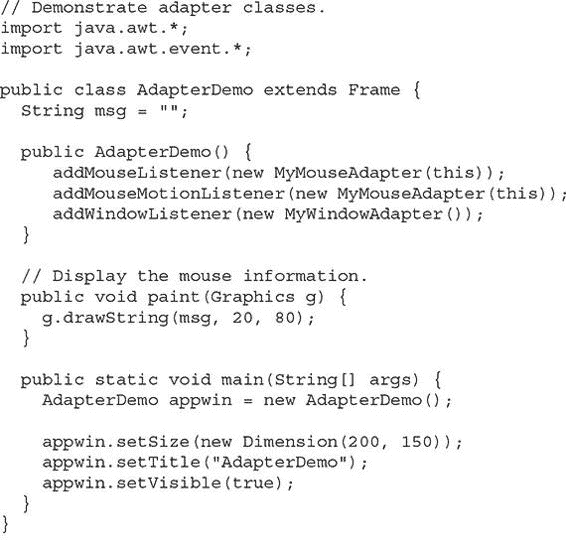 // Demonstrate adapter classes.
import java.awt.*;
import java.awt.event.*;

public class AdapterDemo extends Frame {
  String msg = "";

  public AdapterDemo() {
     addMouseListener(new MyMouseAdapter(this));
     addMouseMotionListener(new MyMouseAdapter(this));
     addWindowListener(new MyWindowAdapter());
  }

  // Display the mouse information.
  public void paint(Graphics g) {
    g.drawString(msg, 20, 80);
  }

  public static void main(String[] args) {
    AdapterDemo appwin = new AdapterDemo();

    appwin.setSize(new Dimension(200, 150));
    appwin.setTitle("AdapterDemo");
    appwin.setVisible(true);
  }
}